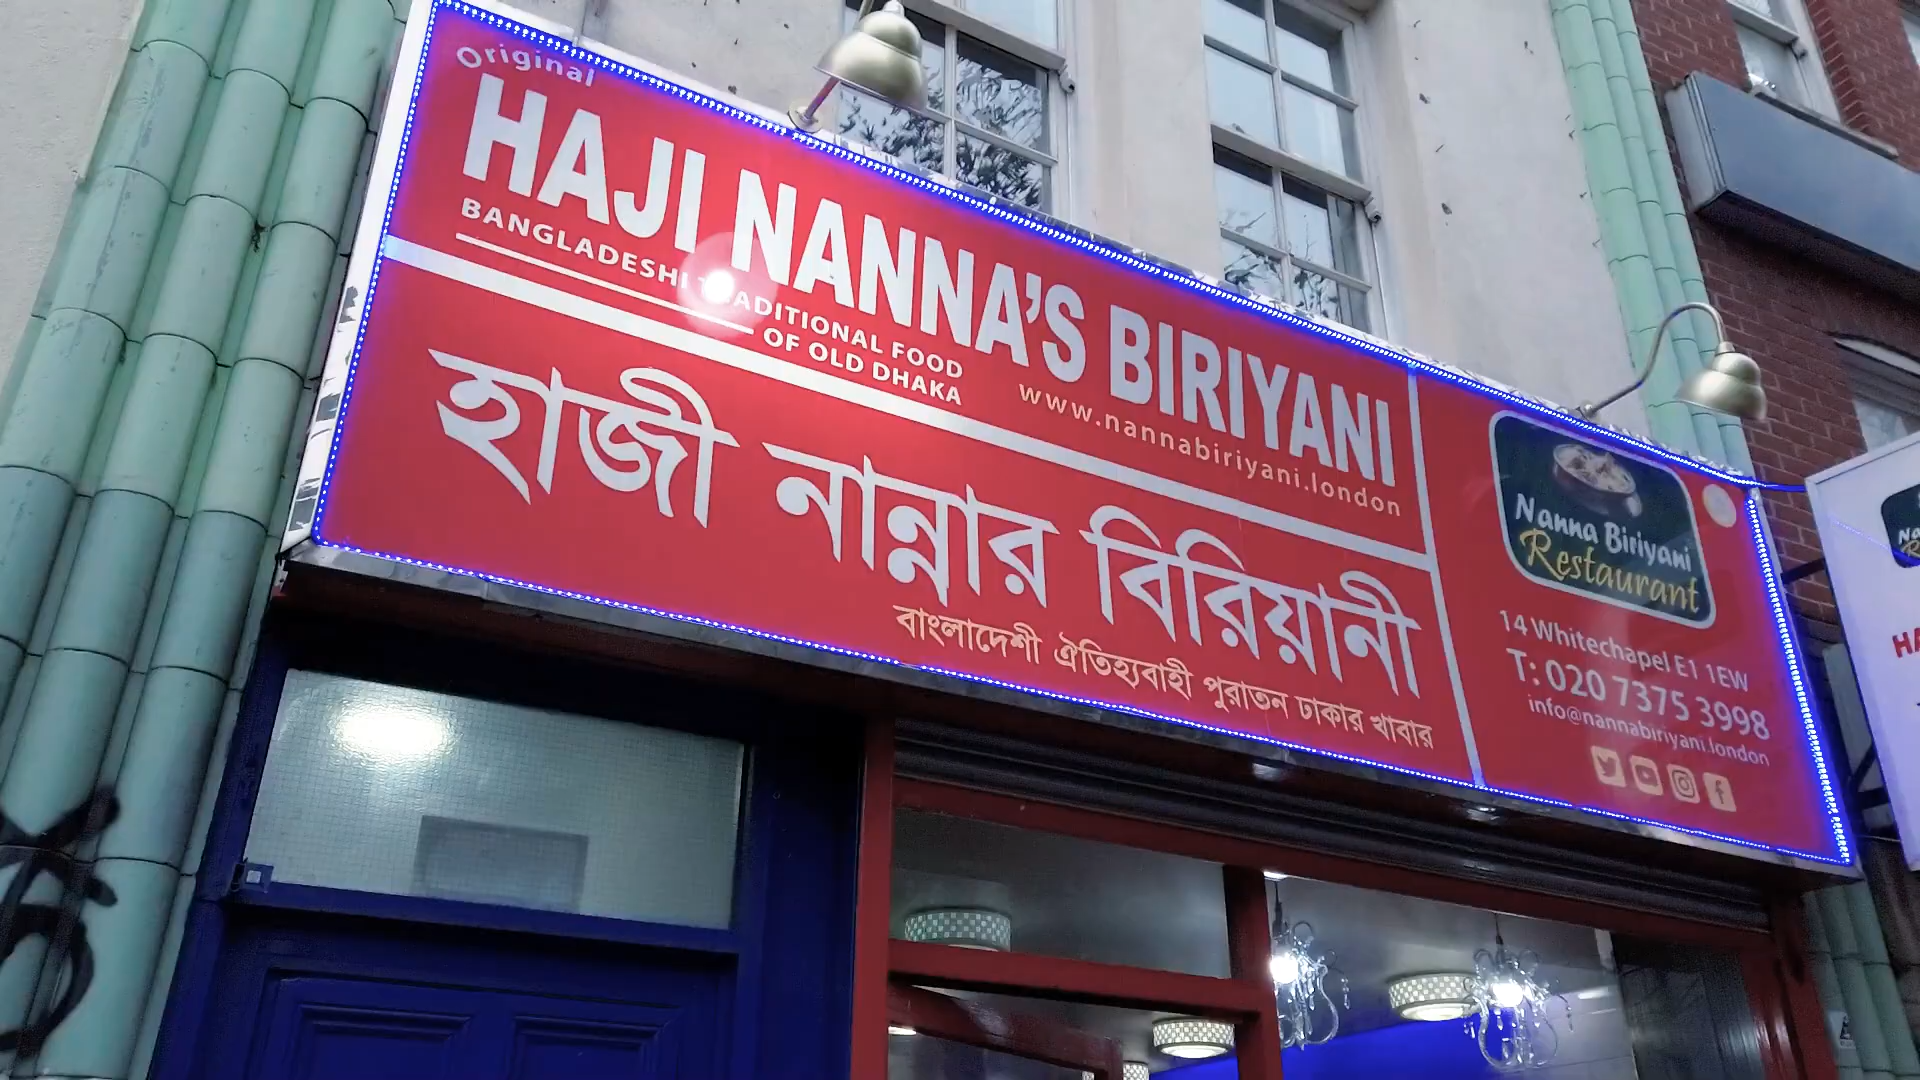 Original
HAJI NANNA'S BIRIYANI
BANGLADESHI TRADITIONAL FOOD
OF OLD DHAKA
www.nannabiriyani.london
হাজী নান্নার বিরিয়ানী
বাংলাদেশী ঐতিহ্যবাহী পুরাতন ঢাকার খাবার
Nanna Biriyani
Restaurant
14 Whitechapel E1 1EW
T: 020 7375 3998
info@nannabiriyani.london